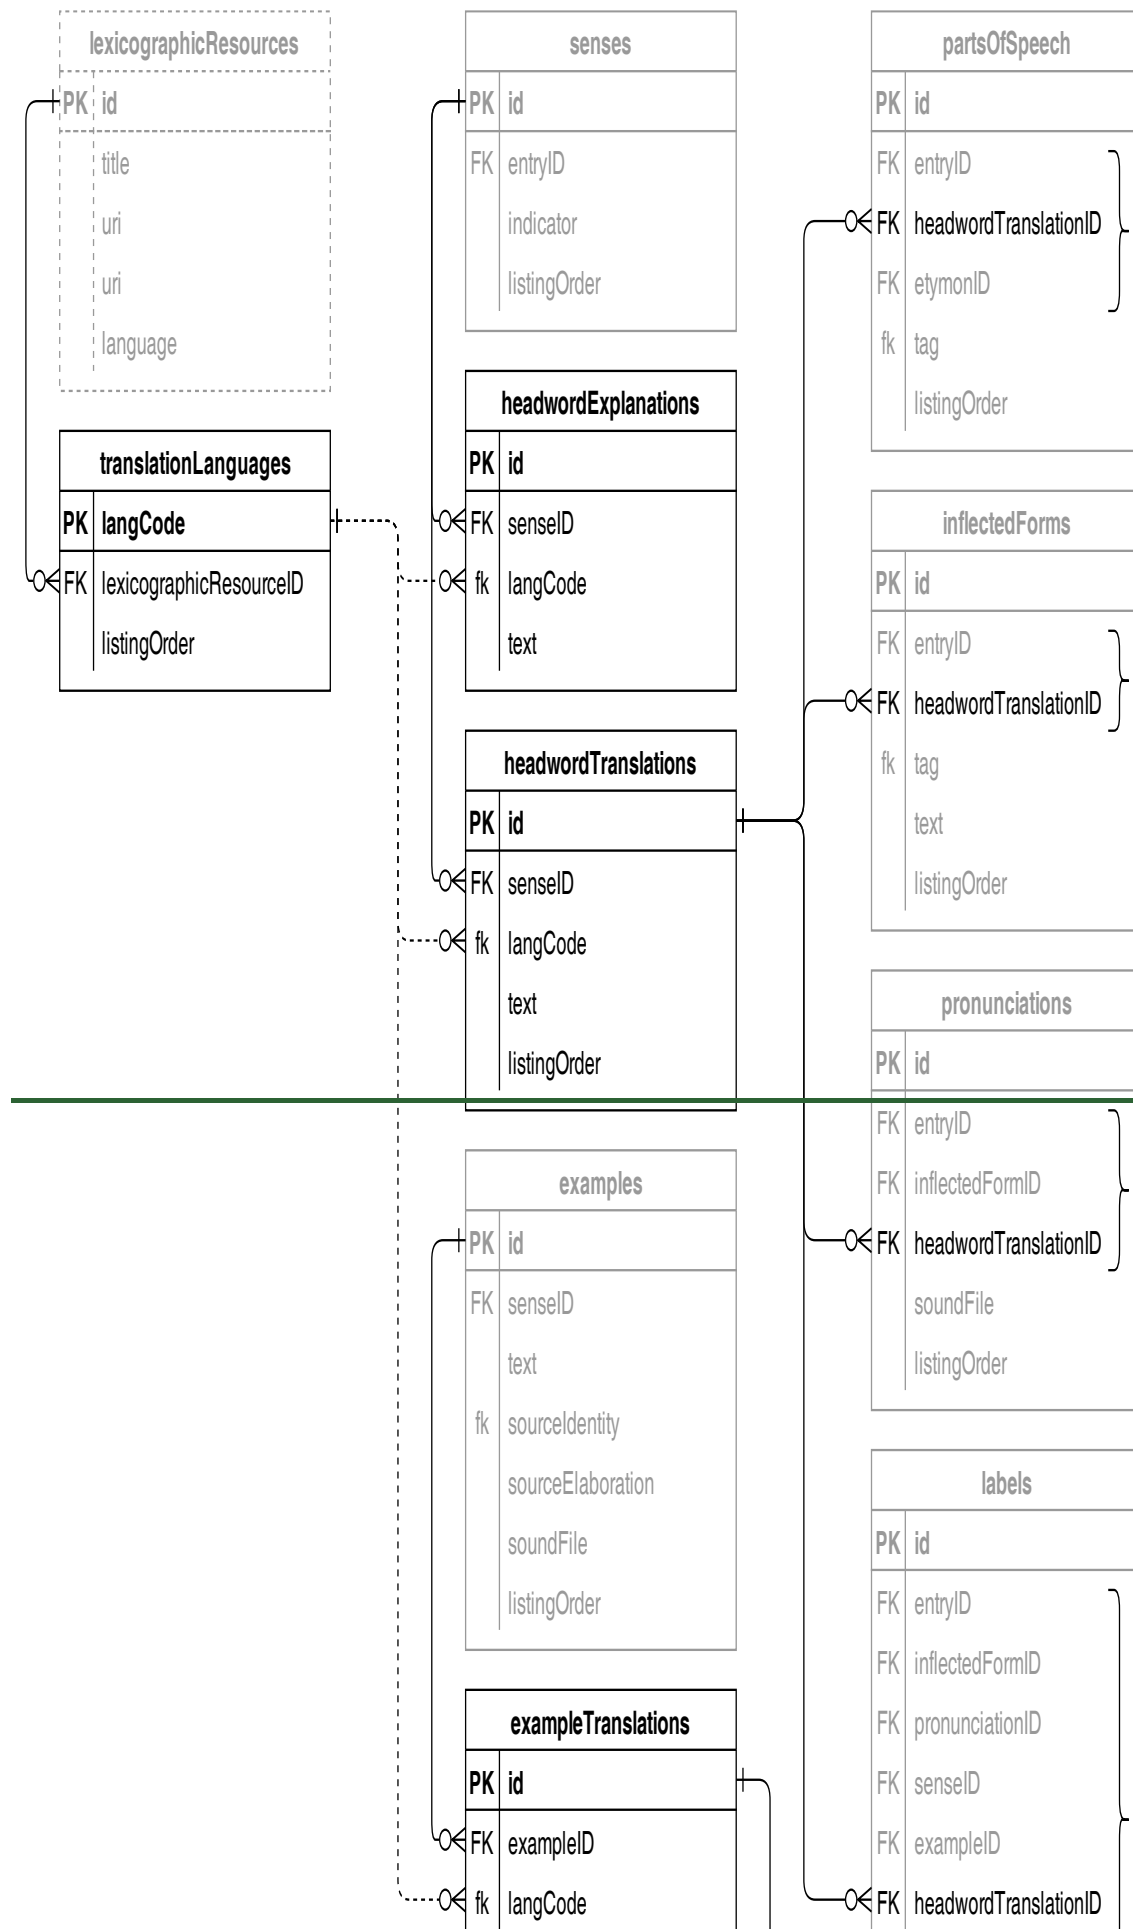 lexicographicResources
PK id
title
uri
uri
language
translationLanguages
PK langCode
FK lexicographicResourceID
listingOrder
senses
PK id
FK entryID
indicator
listingOrder
headwordExplanations
PK id
FK senseID
fk langCode
text
headwordTranslations
PK id
FK senseID
fk langCode
text
listingOrder
examples
PK id
FK senseID
text
fk sourceIdentity
sourceElaboration
soundFile
listingOrder
exampleTranslations
PK id
FK exampleID
fk langCode
partsOfSpeech
PK id
FK entryID
FK headwordTranslationID
FK etymonID
fk tag
listingOrder
inflectedForms
PK id
FK entryID
FK headwordTranslationID
fk tag
text
listingOrder
pronunciations
PK id
FK entryID
FK inflectedFormID
FK headwordTranslationID
soundFile
listingOrder
labels
PK id
FK entryID
FK inflectedFormID
FK pronunciationID
FK senseID
FK exampleID
FK headwordTranslationID